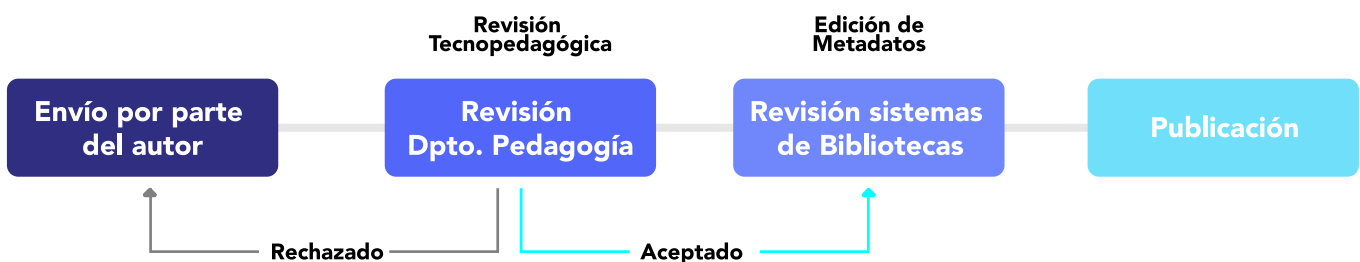 Revisión
Tecnopedagógica
Edición de
Metadatos
Envío por parte
del autor
Revisión
Dpto. Pedagogía
Revisión sistemas
de Bibliotecas
Publicación
Rechazado
Aceptado